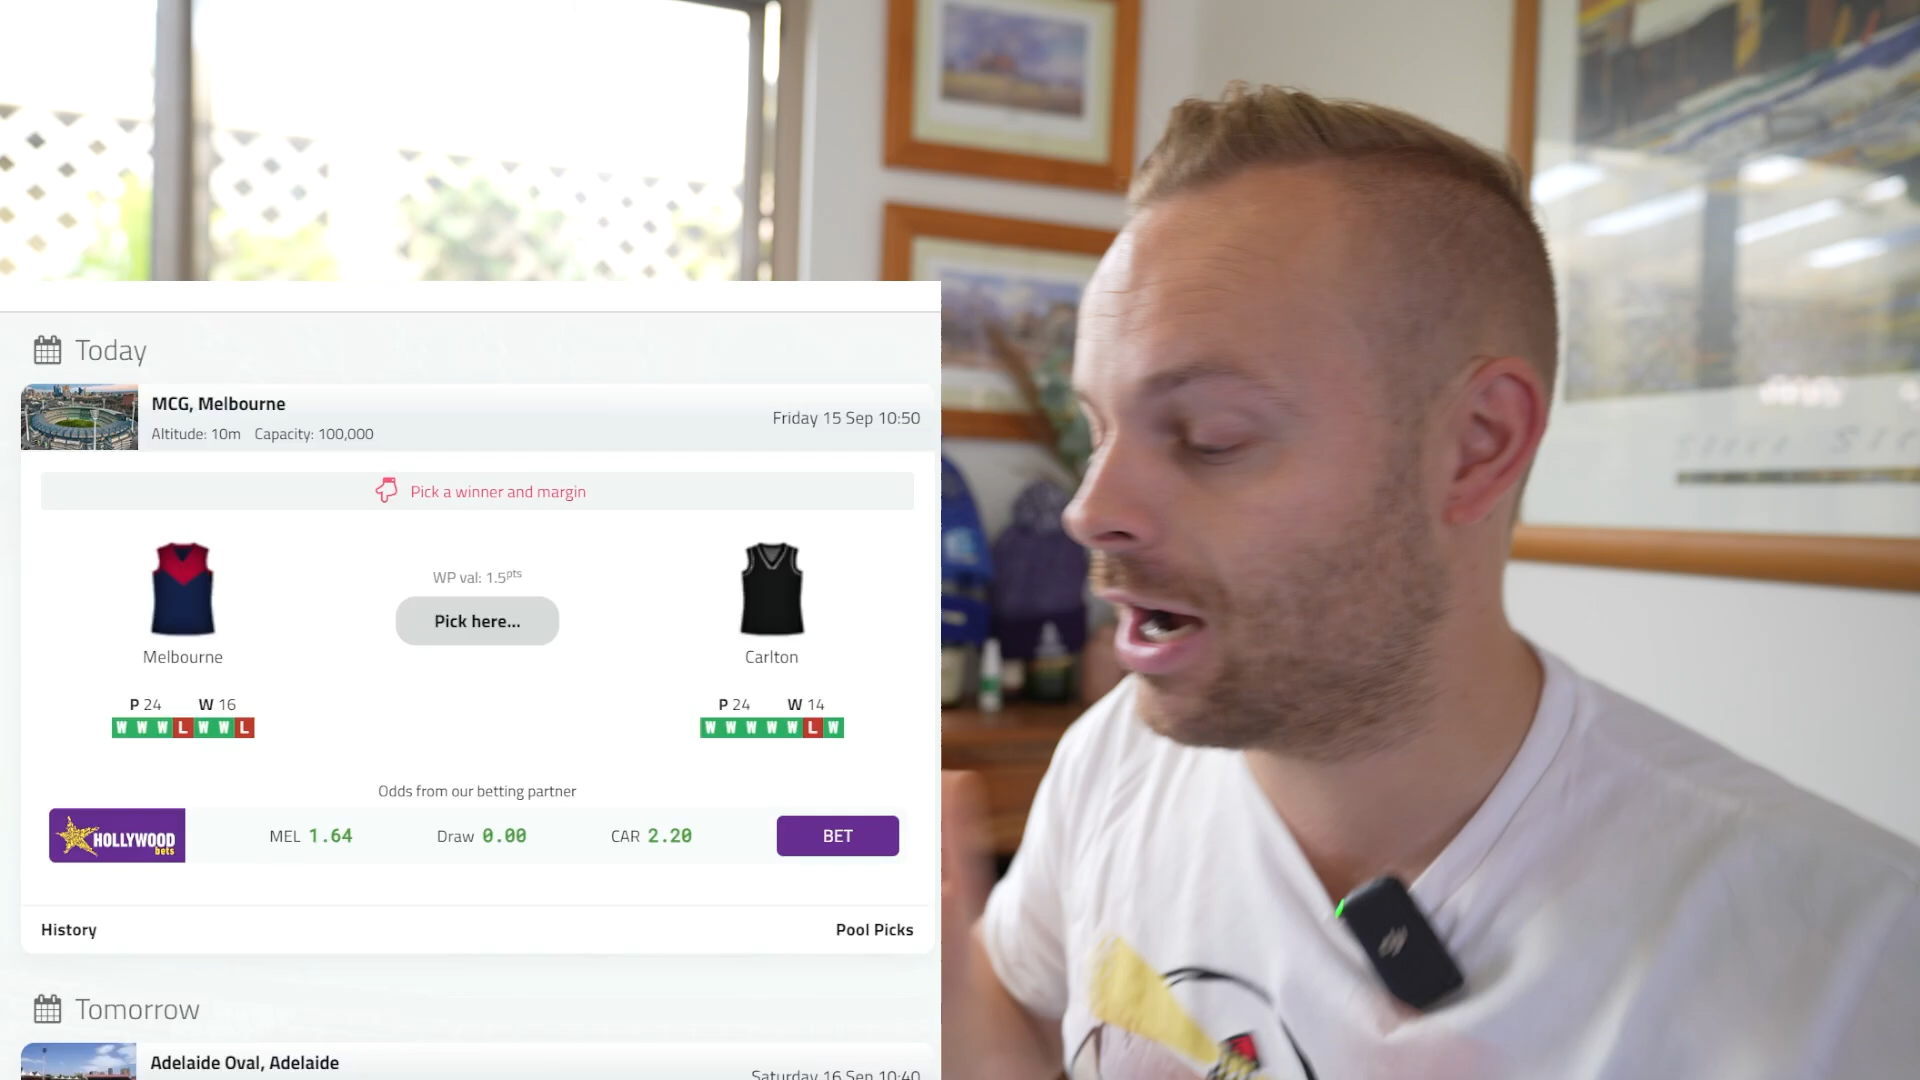 Today
MCG, Melbourne
Altitude: 10m Capacity: 100,000
Friday 15 Sep 10:50
Pick a winner and margin
WP val: 1.5pts
Pick here...
Melbourne
Carlton
P 24 W 16
P 24 W 14
W W W L W W L
W W W W W L W
Odds from our betting partner
HOLLYWOOD
bets
MEL 1.64
Draw 0.00
CAR 2.20
BET
History
Pool Picks
Tomorrow
Adelaide Oval, Adelaide
Saturday 16 Sep 10:40